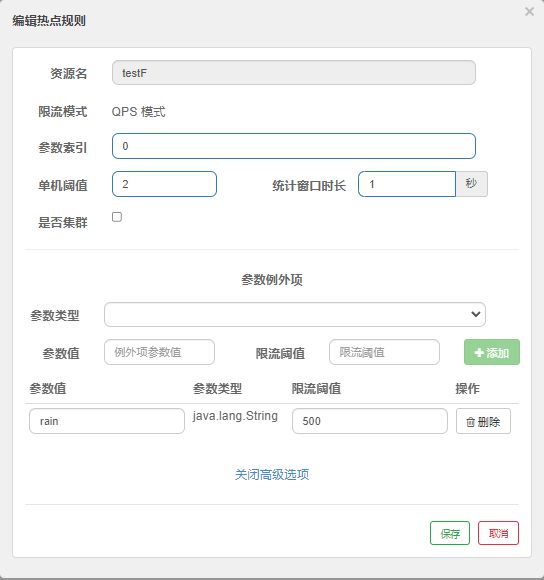 编辑热点规则 ×
资源名 testF
限流模式 QPS 模式
参数索引 0
单机阈值 2 统计窗口时长 1 秒
是否集群
参数例外项
参数类型
参数值 例外项参数值 限流阈值 限流阈值 +添加
参数值 参数类型 限流阈值 操作
rain java.lang.String 500 删除
关闭高级选项
保存 取消